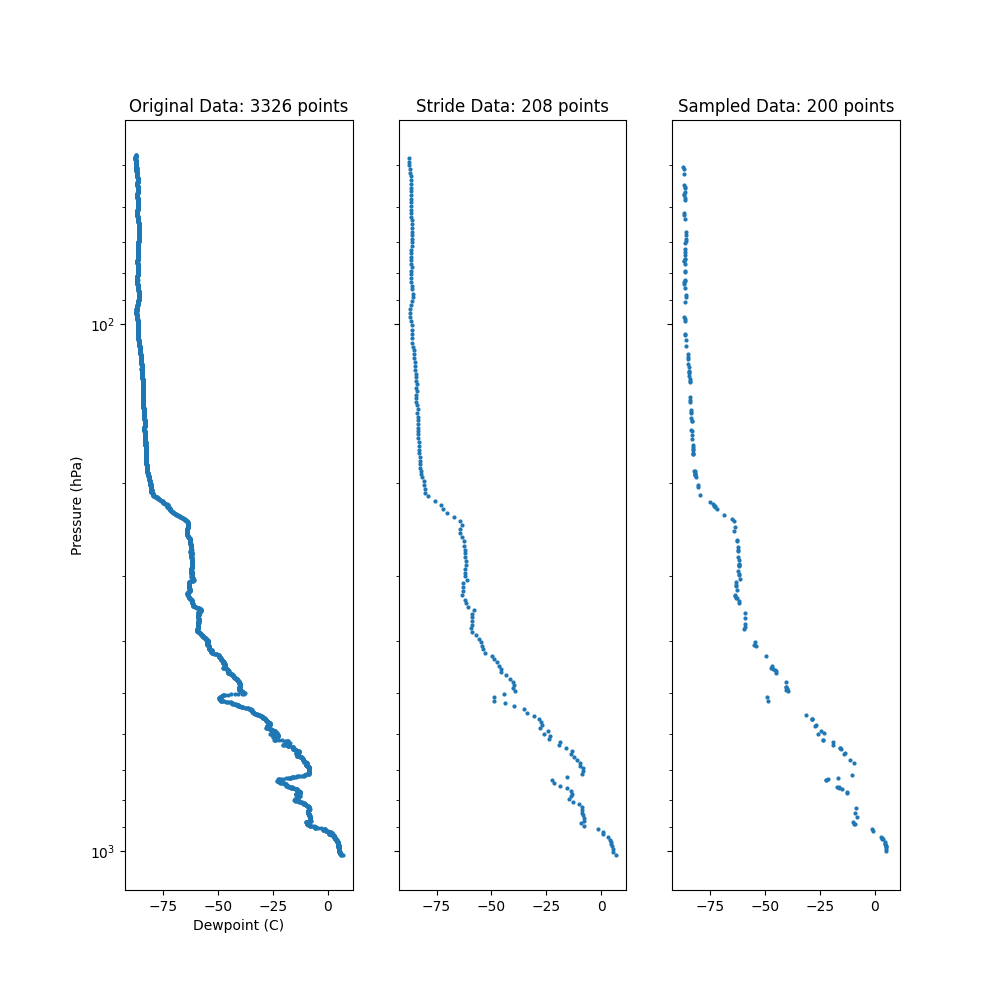 Original Data: 3326 points
Stride Data: 208 points
Sampled Data: 200 points
Pressure (hPa)
10²
10³
−75 −50 −25 0
−75 −50 −25 0
−75 −50 −25 0
Dewpoint (C)